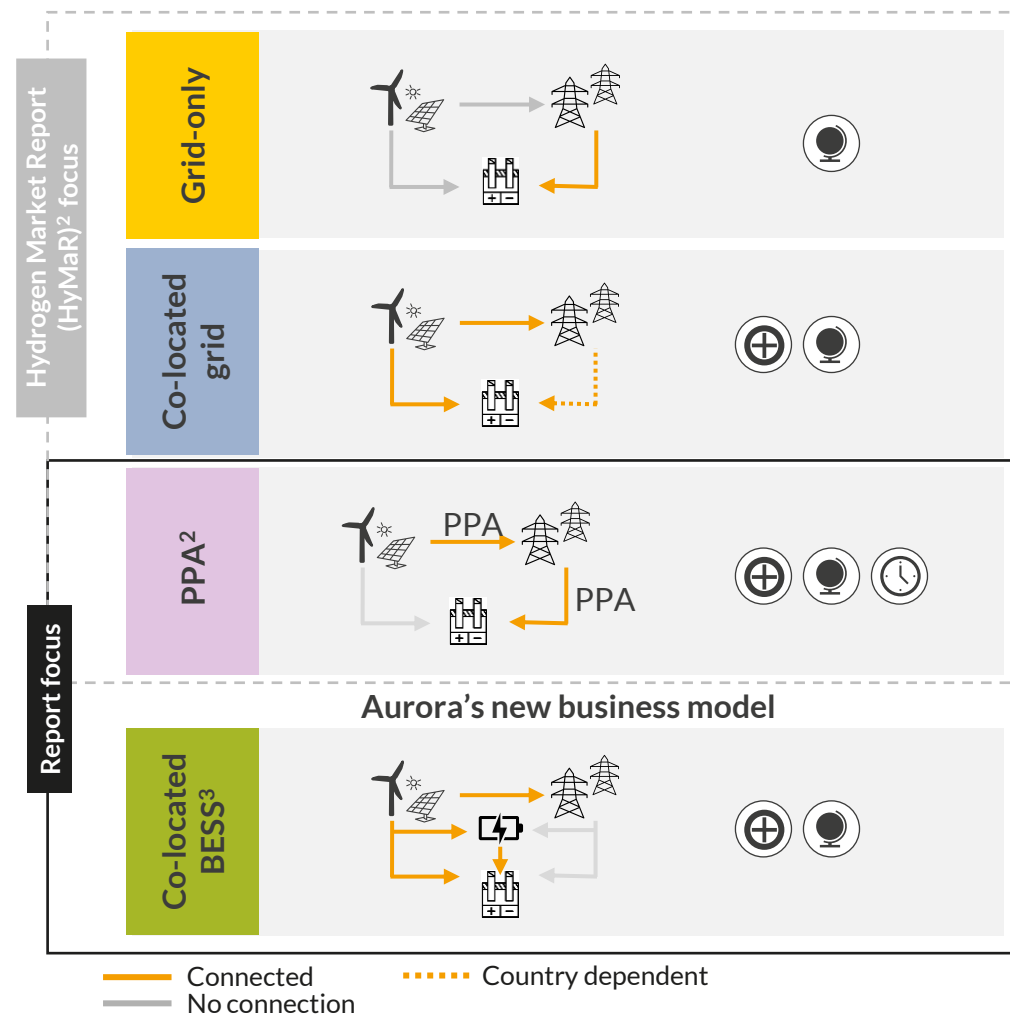 Hydrogen Market Report
(HyMaR)² focus
Grid-only
Co-located
grid
Report focus
PPA²
PPA
PPA
Aurora’s new business model
Co-located
BESS³
Connected
Country dependent
No connection